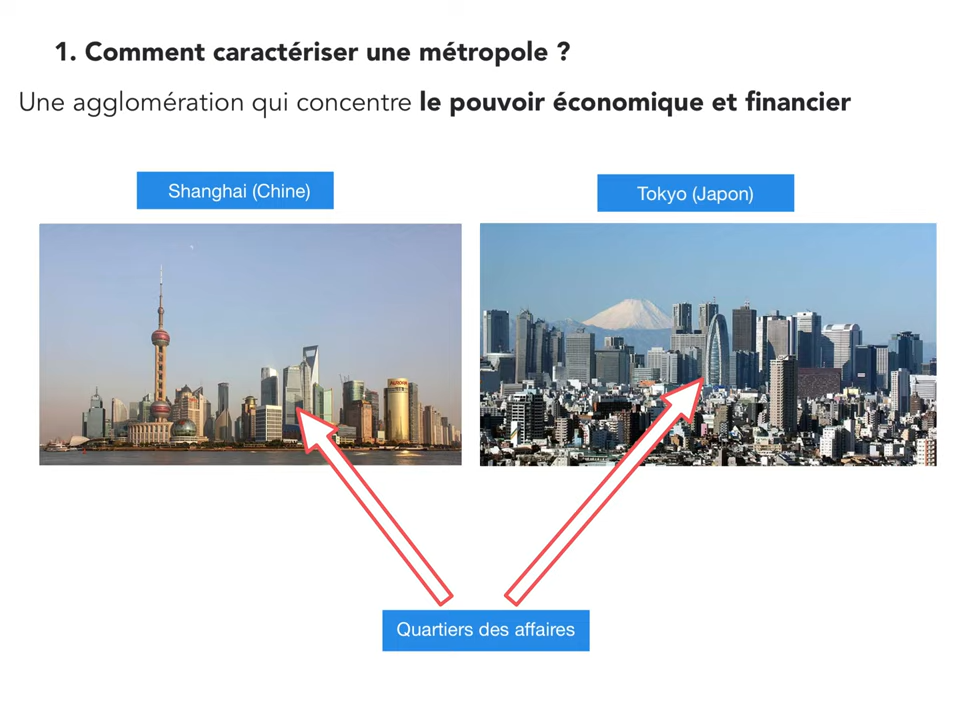 1. Comment caractériser une métropole ?
Une agglomération qui concentre le pouvoir économique et financier
Shanghai (Chine)
Tokyo (Japon)
Quartiers des affaires